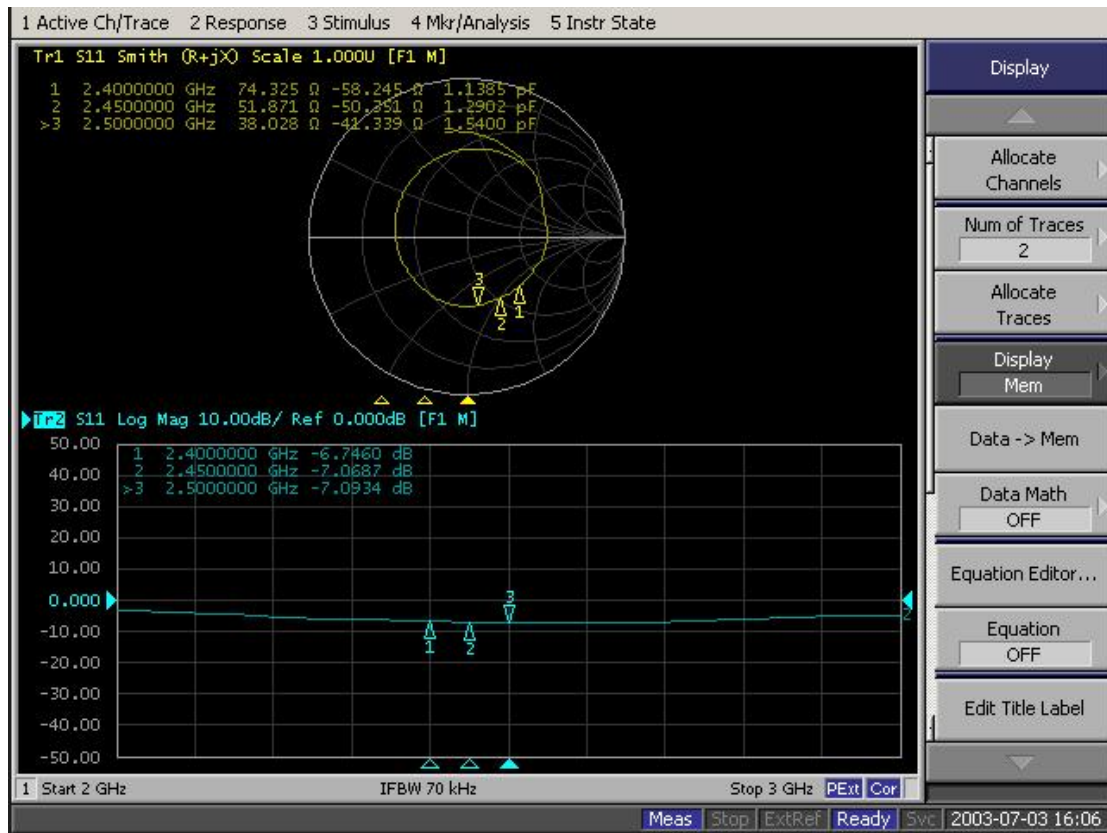 1 Active Ch/Trace 2 Response 3 Stimulus 4 Mkr/Analysis 5 Instr State
Tr1 S11 Smith (R+jX) Scale 1.000U [F1 M]
1 2.4000000 GHz 74.325 Ω -58.245 Ω 1.1385 pF
2 2.4500000 GHz 51.871 Ω -50.351 Ω 1.2902 pF
>3 2.5000000 GHz 38.028 Ω -41.339 Ω 1.5400 pF
3
2
1
Tr2 S11 Log Mag 10.00dB/ Ref 0.000dB [F1 M]
50.00
40.00
30.00
20.00
10.00
0.000
-10.00
-20.00
-30.00
-40.00
-50.00
1 2.4000000 GHz -6.7460 dB
2 2.4500000 GHz -7.0687 dB
>3 2.5000000 GHz -7.0934 dB
1
2
3
2
1 Start 2 GHz IFBW 70 kHz Stop 3 GHz PExt Cor
Display
Allocate
Channels
Num of Traces
2
Allocate
Traces
Display
Mem
Data -> Mem
Data Math
OFF
Equation Editor...
Equation
OFF
Edit Title Label
Meas Stop ExtRef Ready Svc 2003-07-03 16:06